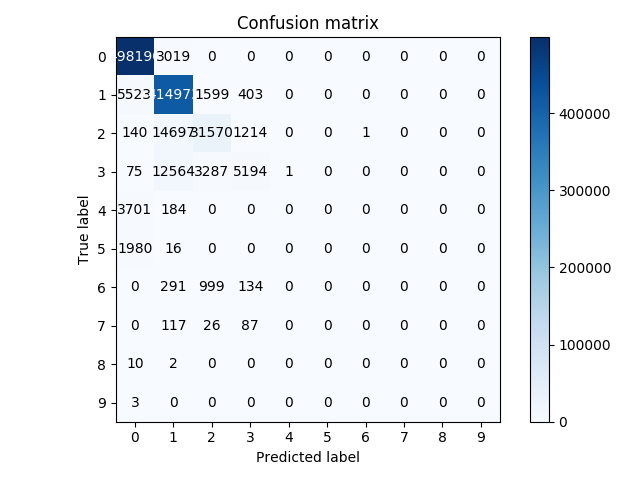 Confusion matrix
0 3019 0 0 0 0 0 0 0 0
1 5523 1599 403 0 0 0 0 0 0
2 140 14697 31570 1214 0 0 1 0 0 0
3 75 12564 3287 5194 1 0 0 0 0 0
4 3701 184 0 0 0 0 0 0 0 0
5 1980 16 0 0 0 0 0 0 0 0
6 0 291 999 134 0 0 0 0 0 0
7 0 117 26 87 0 0 0 0 0 0
8 10 2 0 0 0 0 0 0 0 0
9 3 0 0 0 0 0 0 0 0 0
0 1 2 3 4 5 6 7 8 9
Predicted label
True label
400000
300000
200000
100000
0